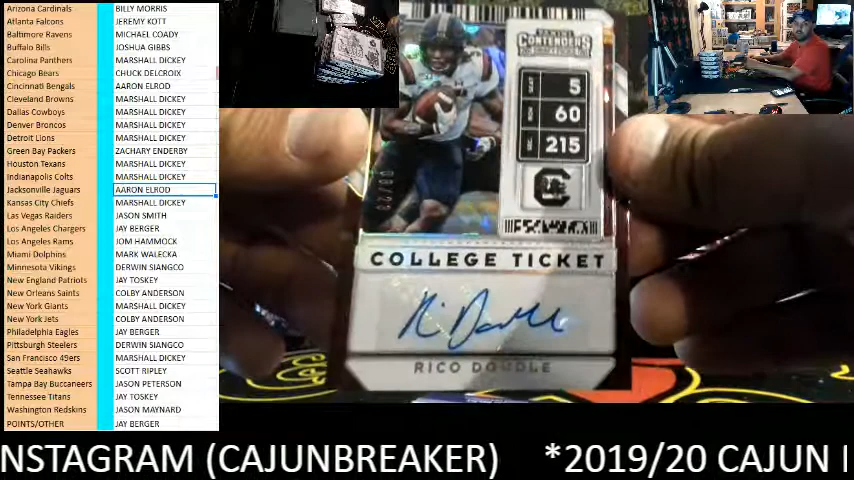 Arizona Cardinals BILLY MORRIS
Atlanta Falcons JEREMY KOTT
Baltimore Ravens MICHAEL COADY
Buffalo Bills JOSHUA GIBBS
Carolina Panthers MARSHALL DICKEY
Chicago Bears CHUCK DELCROIX
Cincinnati Bengals AARON ELROD
Cleveland Browns MARSHALL DICKEY
Dallas Cowboys MARSHALL DICKEY
Denver Broncos MARSHALL DICKEY
Detroit Lions MARSHALL DICKEY
Green Bay Packers ZACHARY ENDERBY
Houston Texans MARSHALL DICKEY
Indianapolis Colts MARSHALL DICKEY
Jacksonville Jaguars AARON ELROD
Kansas City Chiefs MARSHALL DICKEY
Las Vegas Raiders JASON SMITH
Los Angeles Chargers JAY BERGER
Los Angeles Rams JOM HAMMOCK
Miami Dolphins MARK WALECKA
Minnesota Vikings DERWIN SIANGCO
New England Patriots JAY TOSKEY
New Orleans Saints COLBY ANDERSON
New York Giants MARSHALL DICKEY
New York Jets COLBY ANDERSON
Philadelphia Eagles JAY BERGER
Pittsburgh Steelers DERWIN SIANGCO
San Francisco 49ers MARSHALL DICKEY
Seattle Seahawks SCOTT RIPLEY
Tampa Bay Buccaneers JASON PETERSON
Tennessee Titans JAY TOSKEY
Washington Redskins JASON MAYNARD
POINTS/OTHER JAY BERGER
CONTENDERS
5
60
215
COLLEGE TICKET
RICO DOWDLE
NSTAGRAM (CAJUNBREAKER) *2019/20 CAJUN